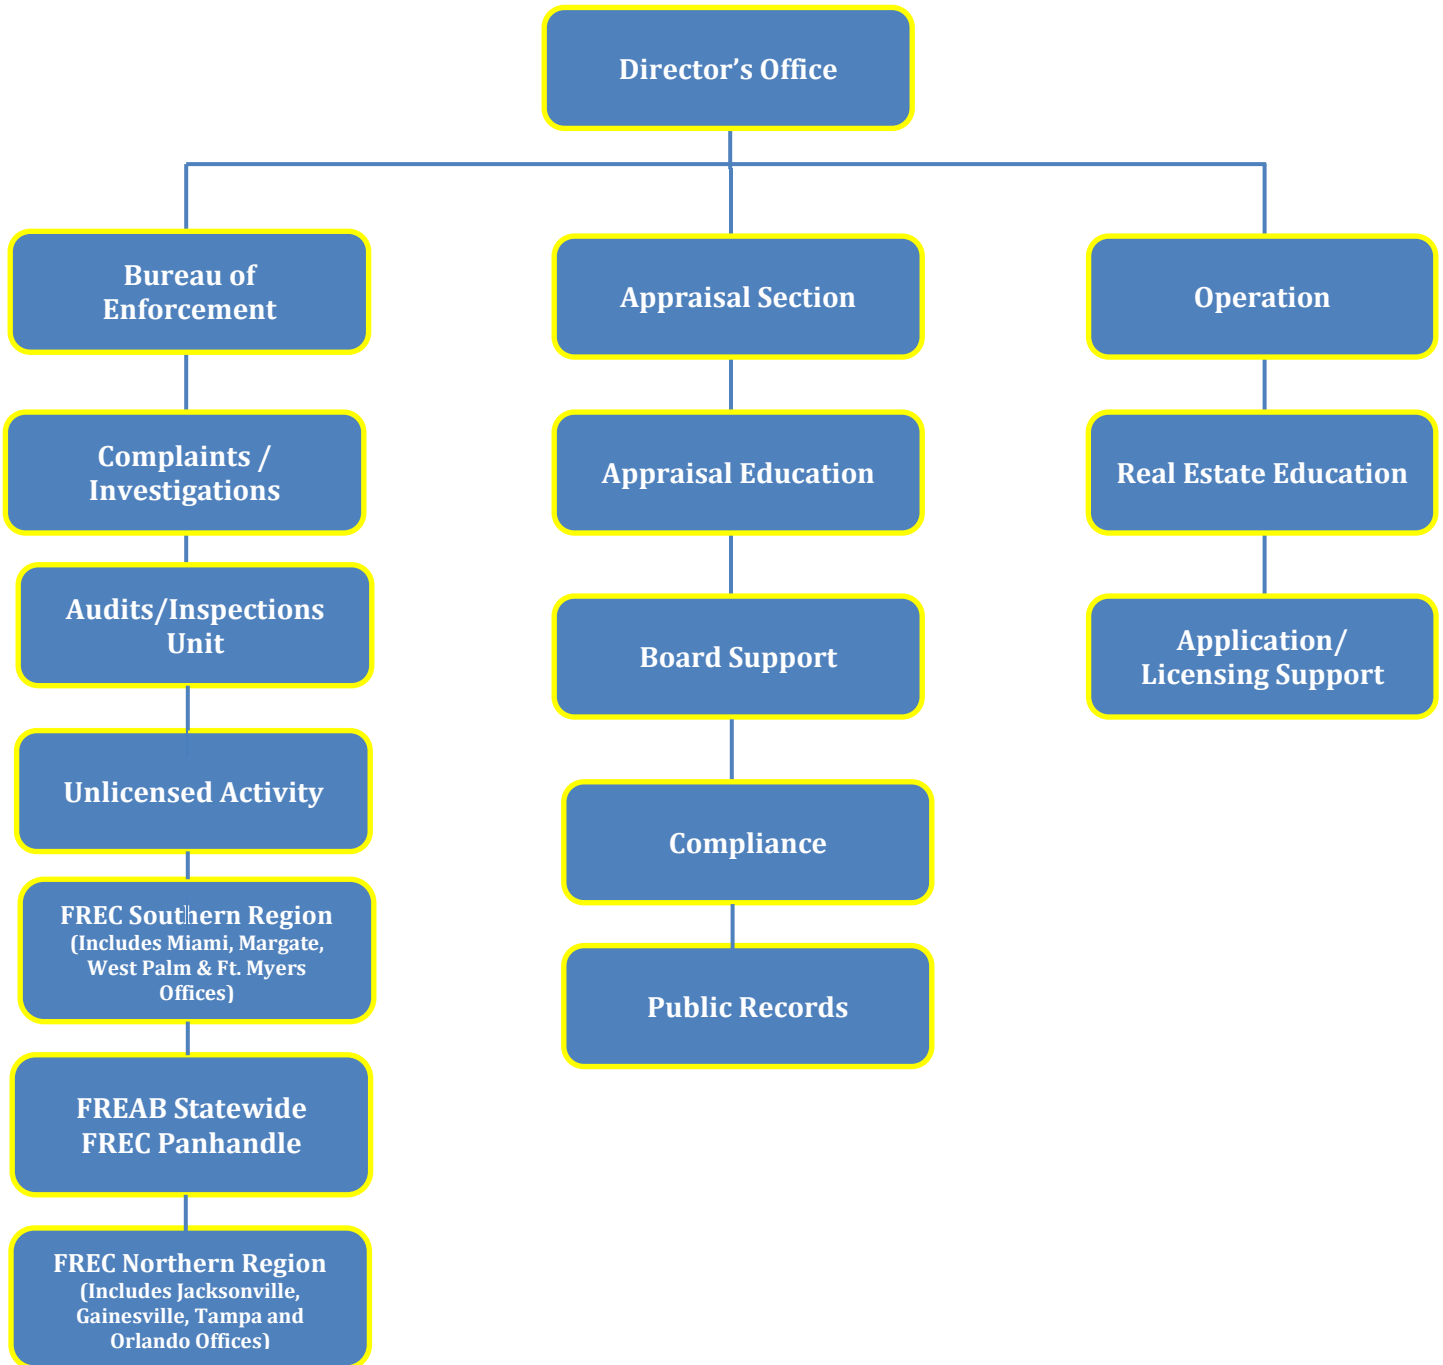 Director’s Office
Bureau of
Enforcement
Appraisal Section
Operation
Complaints /
Investigations
Appraisal Education
Real Estate Education
Audits/Inspections
Unit
Board Support
Application/
Licensing Support
Unlicensed Activity
Compliance
FREC Southern Region
(Includes Miami, Margate,
West Palm & Ft. Myers
Offices)
Public Records
FREAB Statewide
FREC Panhandle
FREC Northern Region
(Includes Jacksonville,
Gainesville, Tampa and
Orlando Offices)